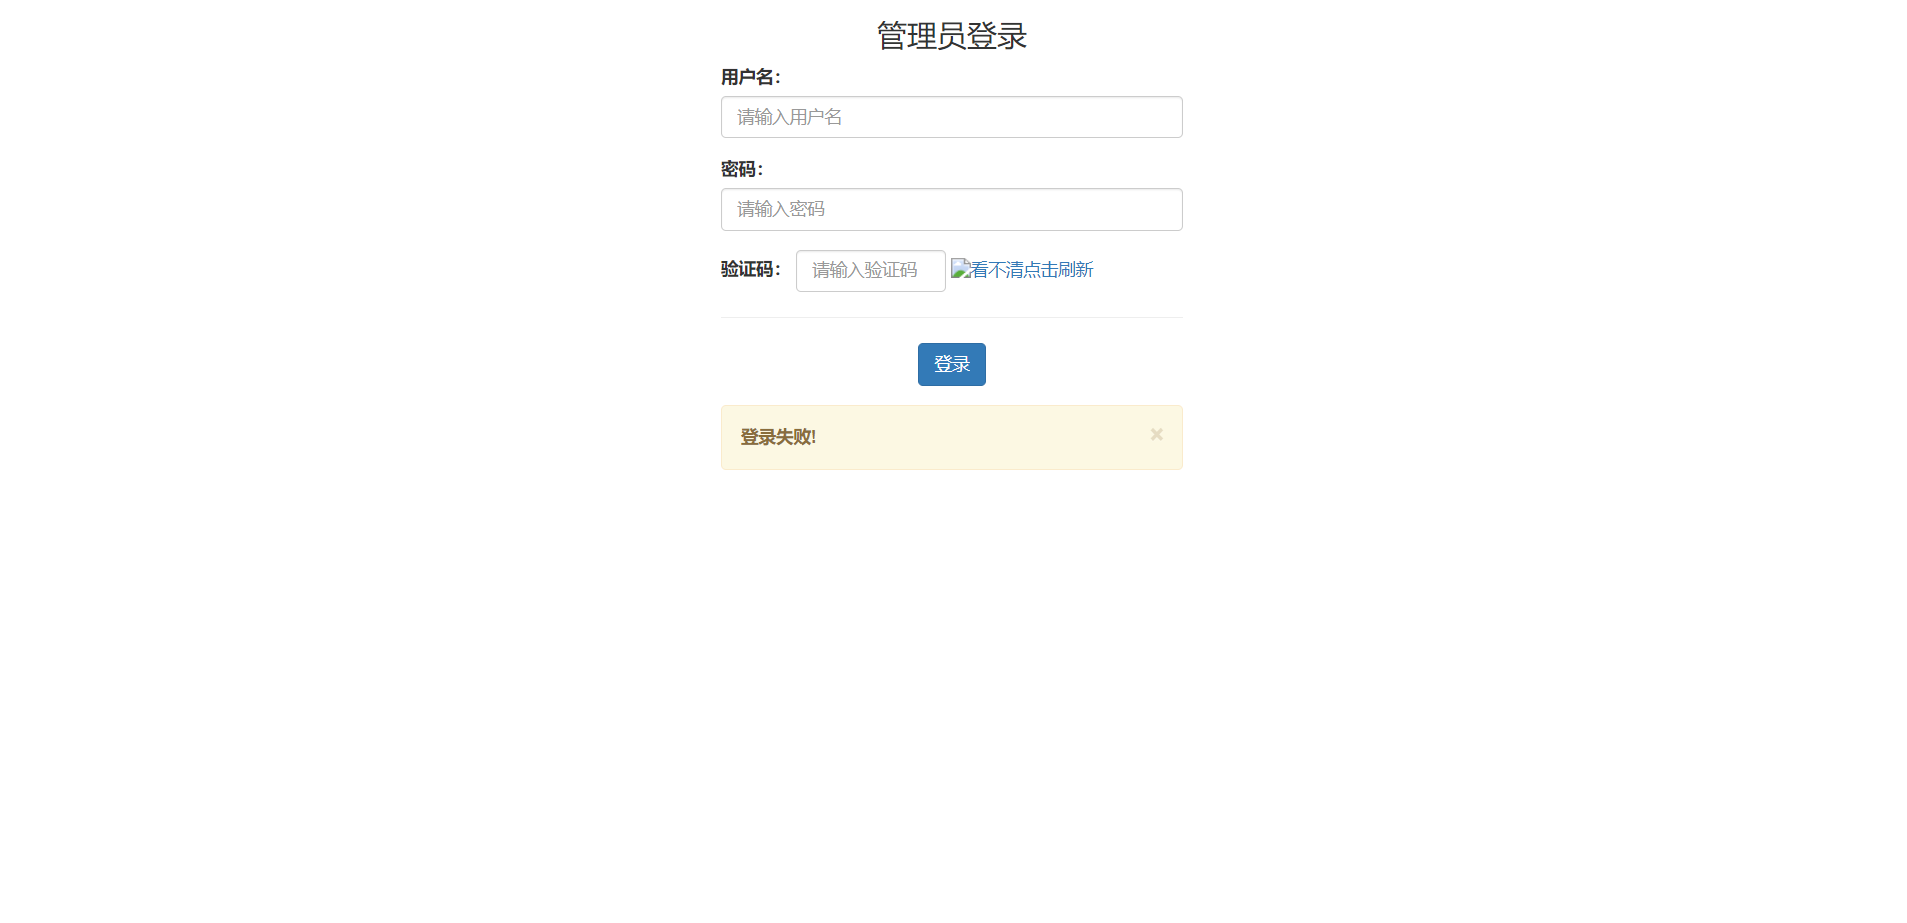 管理员登录
用户名：
请输入用户名
密码：
请输入密码
验证码： 请输入验证码 看不清点击刷新
登录
登录失败! ×